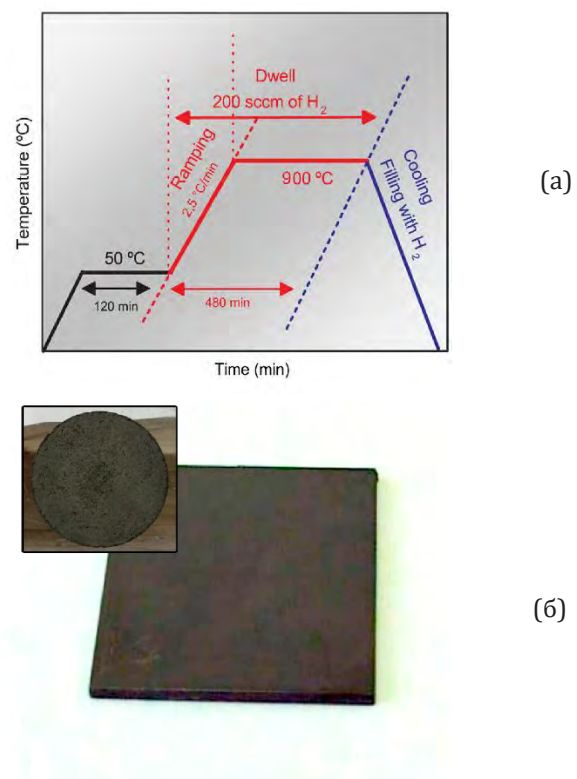 Dwell
200 sccm of H2
Ramping
2,5 °C/min
900 ºC
Cooling
Filling with H2
50 ºC
120 min
480 min
Temperature (ºC)
Time (min)
(а)
(б)